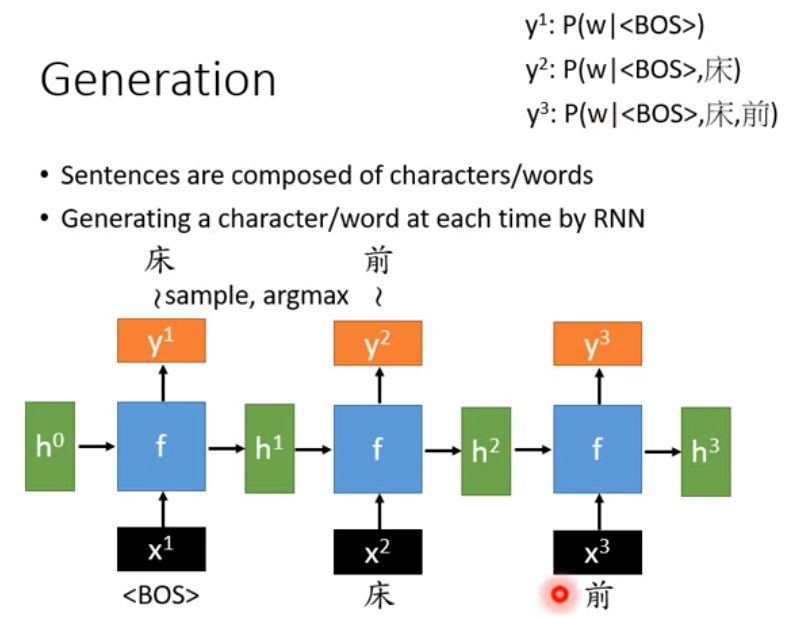 Generation
y¹: P(w|<BOS>)
y²: P(w|<BOS>,床)
y³: P(w|<BOS>,床,前)
• Sentences are composed of characters/words
• Generating a character/word at each time by RNN
床 前
~sample, argmax ~
y¹ y² y³
h⁰ f h¹ f h² f h³
x¹ x² x³
<BOS> 床 前